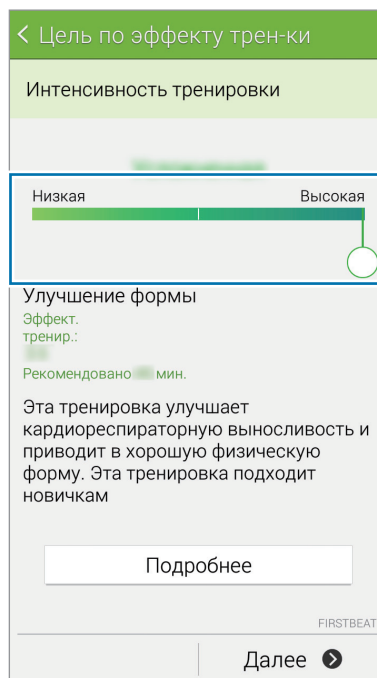 Цель по эффекту трен-ки
Интенсивность тренировки
Низкая
Высокая
Улучшение формы
Эффект.
тренир.:
Рекомендовано мин.
Эта тренировка улучшает
кардиореспираторную выносливость и
приводит в хорошую физическую
форму. Эта тренировка подходит
новичкам
Подробнее
FIRSTBEAT
Далее